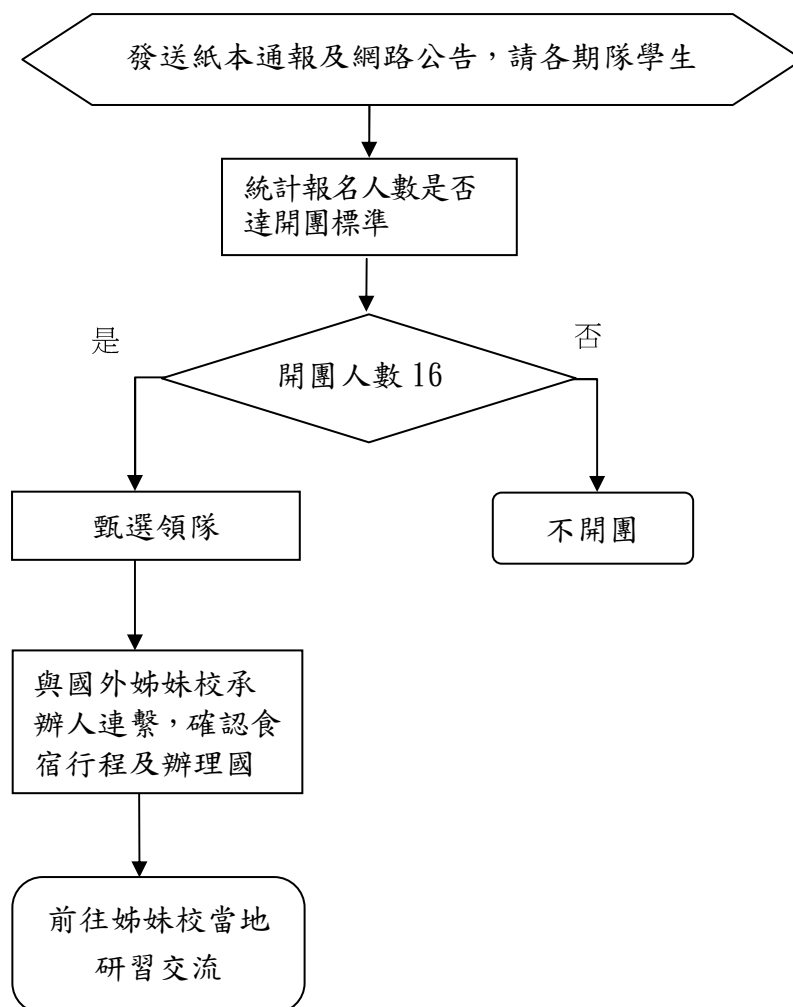 發送紙本通報及網路公告，請各期隊學生
統計報名人數是否
達開團標準
是
否
開團人數 16
甄選領隊
不開團
與國外姊妹校承
辦人連繫，確認食
宿行程及辦理國
前往姊妹校當地
研習交流